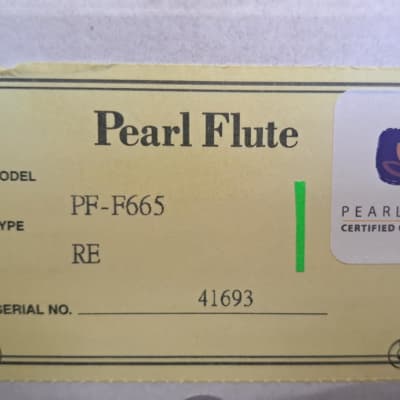 Pearl Flute
ODEL
PF-F665
YPE
RE
SERIAL NO. 41693
PEARL
CERTIFIED